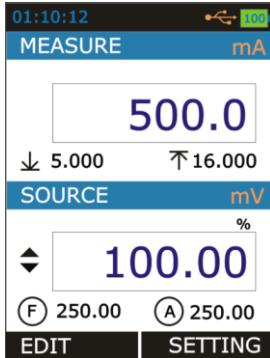 01:10:12 100
MEASURE mA
500.0
5.000 16.000
SOURCE mV
%
100.00
F 250.00 A 250.00
EDIT SETTING